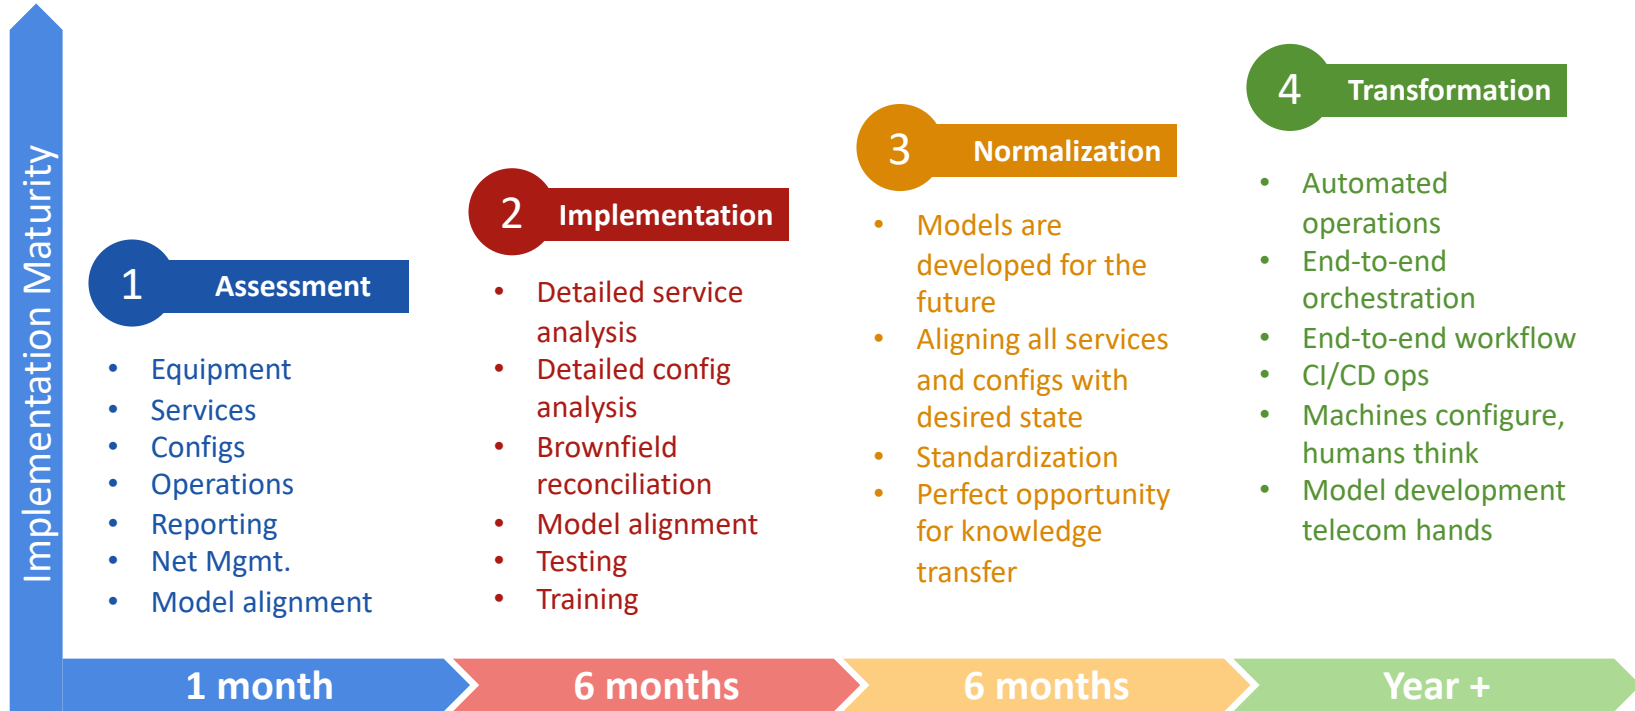 Implementation Maturity
1
Assessment
• Equipment
• Services
• Configs
• Operations
• Reporting
• Net Mgmt.
• Model alignment
2
Implementation
• Detailed service
analysis
• Detailed config
analysis
• Brownfield
reconciliation
• Model alignment
• Testing
• Training
3
Normalization
• Models are
developed for the
future
• Aligning all services
and configs with
desired state
• Standardization
• Perfect opportunity
for knowledge
transfer
4
Transformation
• Automated
operations
• End-to-end
orchestration
• End-to-end workflow
• CI/CD ops
• Machines configure,
humans think
• Model development
telecom hands
1 month
6 months
6 months
Year +